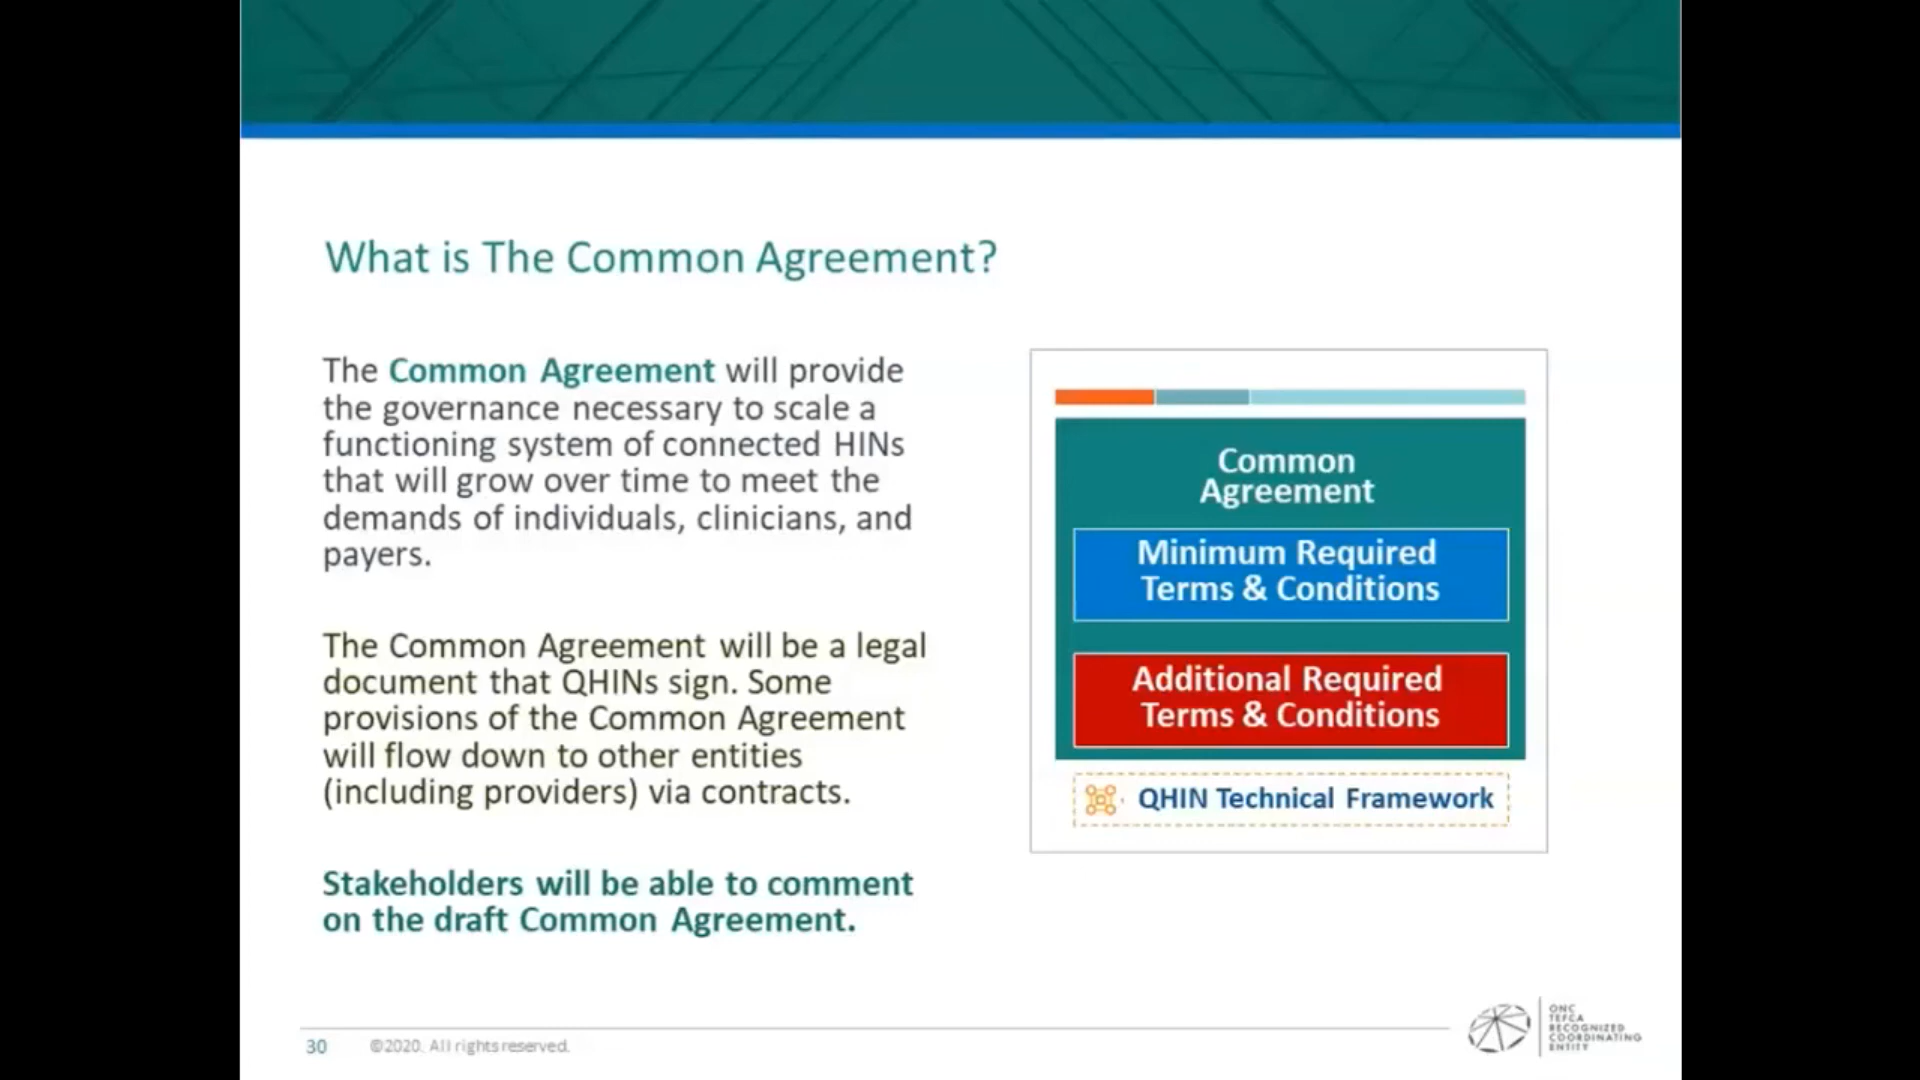 What is The Common Agreement?
The Common Agreement will provide
the governance necessary to scale a
functioning system of connected HINs
that will grow over time to meet the
demands of individuals, clinicians, and
payers.
The Common Agreement will be a legal
document that QHINs sign. Some
provisions of the Common Agreement
will flow down to other entities
(including providers) via contracts.
Stakeholders will be able to comment
on the draft Common Agreement.
Common
Agreement
Minimum Required
Terms & Conditions
Additional Required
Terms & Conditions
QHIN Technical Framework
30
©2020. All rights reserved.
ONC
TEFCA
RECOGNIZED
COORDINATING
ENTITY